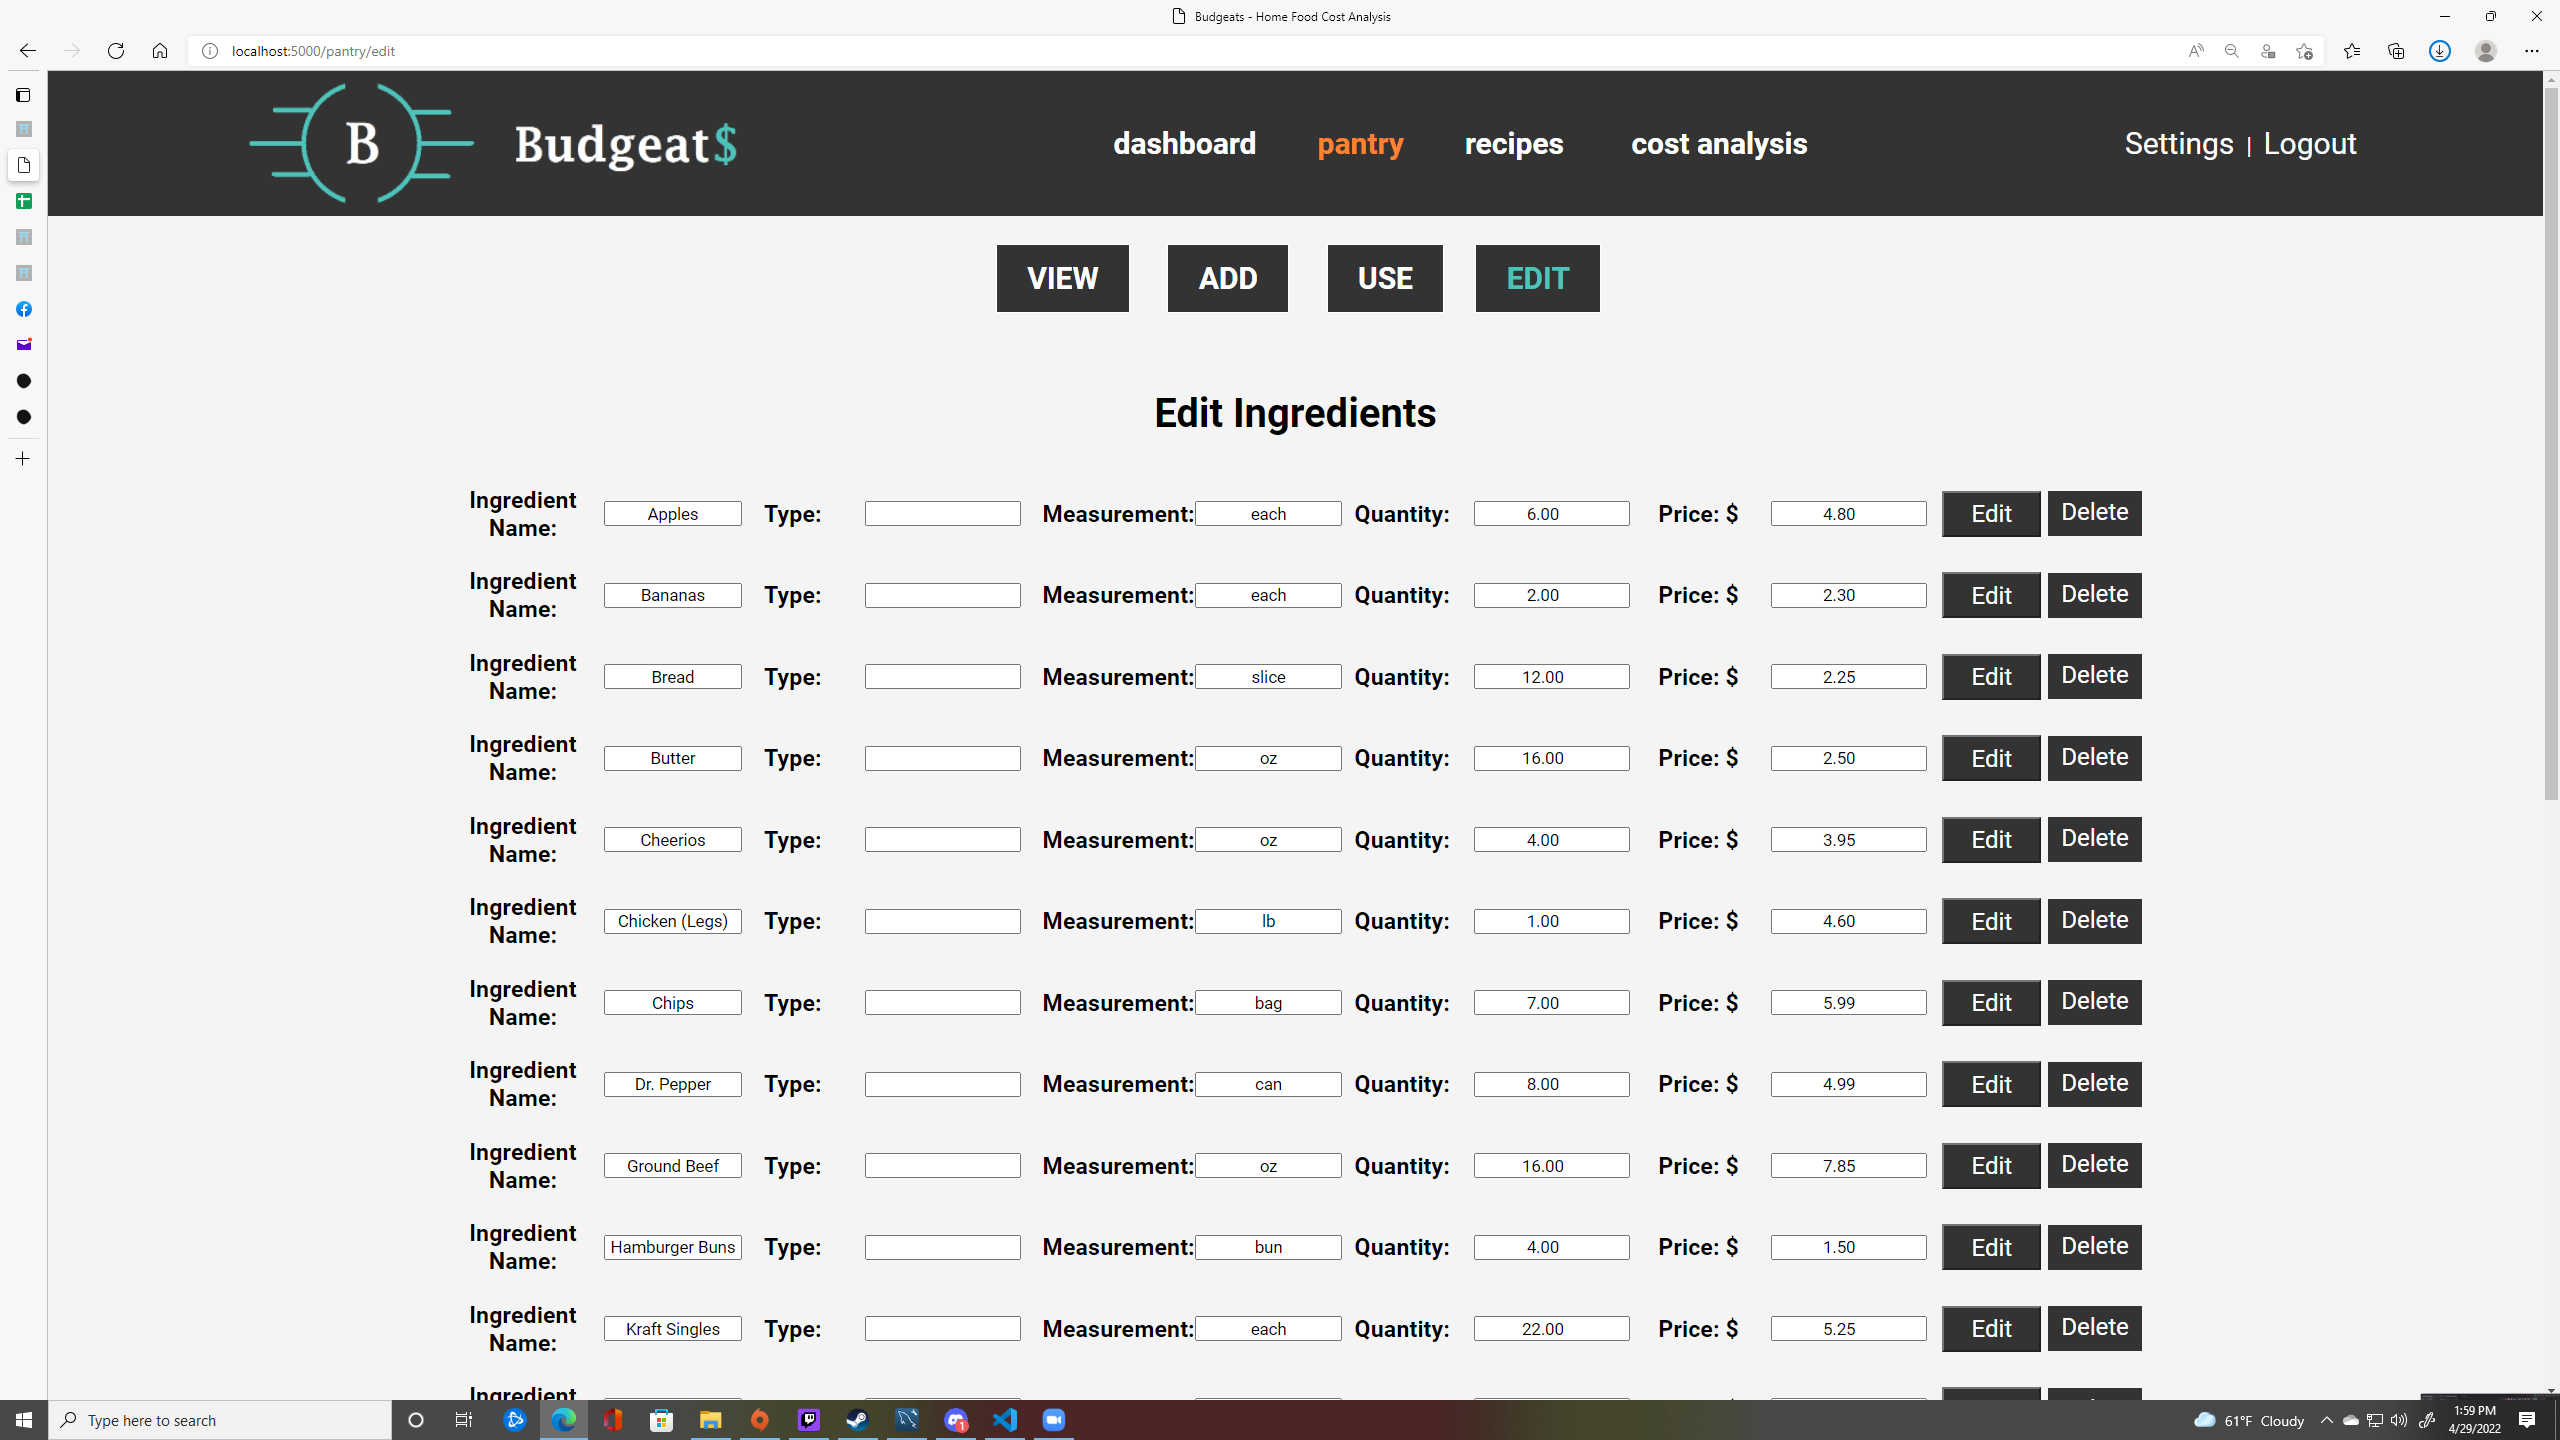 Budgeats - Home Food Cost Analysis
localhost:5000/pantry/edit
B Budgeat$ dashboard pantry recipes cost analysis Settings | Logout
VIEW ADD USE EDIT
Edit Ingredients
Ingredient Name: Apples Type: Measurement: each Quantity: 6.00 Price: $ 4.80 Edit Delete
Ingredient Name: Bananas Type: Measurement: each Quantity: 2.00 Price: $ 2.30 Edit Delete
Ingredient Name: Bread Type: Measurement: slice Quantity: 12.00 Price: $ 2.25 Edit Delete
Ingredient Name: Butter Type: Measurement: oz Quantity: 16.00 Price: $ 2.50 Edit Delete
Ingredient Name: Cheerios Type: Measurement: oz Quantity: 4.00 Price: $ 3.95 Edit Delete
Ingredient Name: Chicken (Legs) Type: Measurement: lb Quantity: 1.00 Price: $ 4.60 Edit Delete
Ingredient Name: Chips Type: Measurement: bag Quantity: 7.00 Price: $ 5.99 Edit Delete
Ingredient Name: Dr. Pepper Type: Measurement: can Quantity: 8.00 Price: $ 4.99 Edit Delete
Ingredient Name: Ground Beef Type: Measurement: oz Quantity: 16.00 Price: $ 7.85 Edit Delete
Ingredient Name: Hamburger Buns Type: Measurement: bun Quantity: 4.00 Price: $ 1.50 Edit Delete
Ingredient Name: Kraft Singles Type: Measurement: each Quantity: 22.00 Price: $ 5.25 Edit Delete
Ingredient
Type here to search 1 61°F Cloudy 1:59 PM
4/29/2022